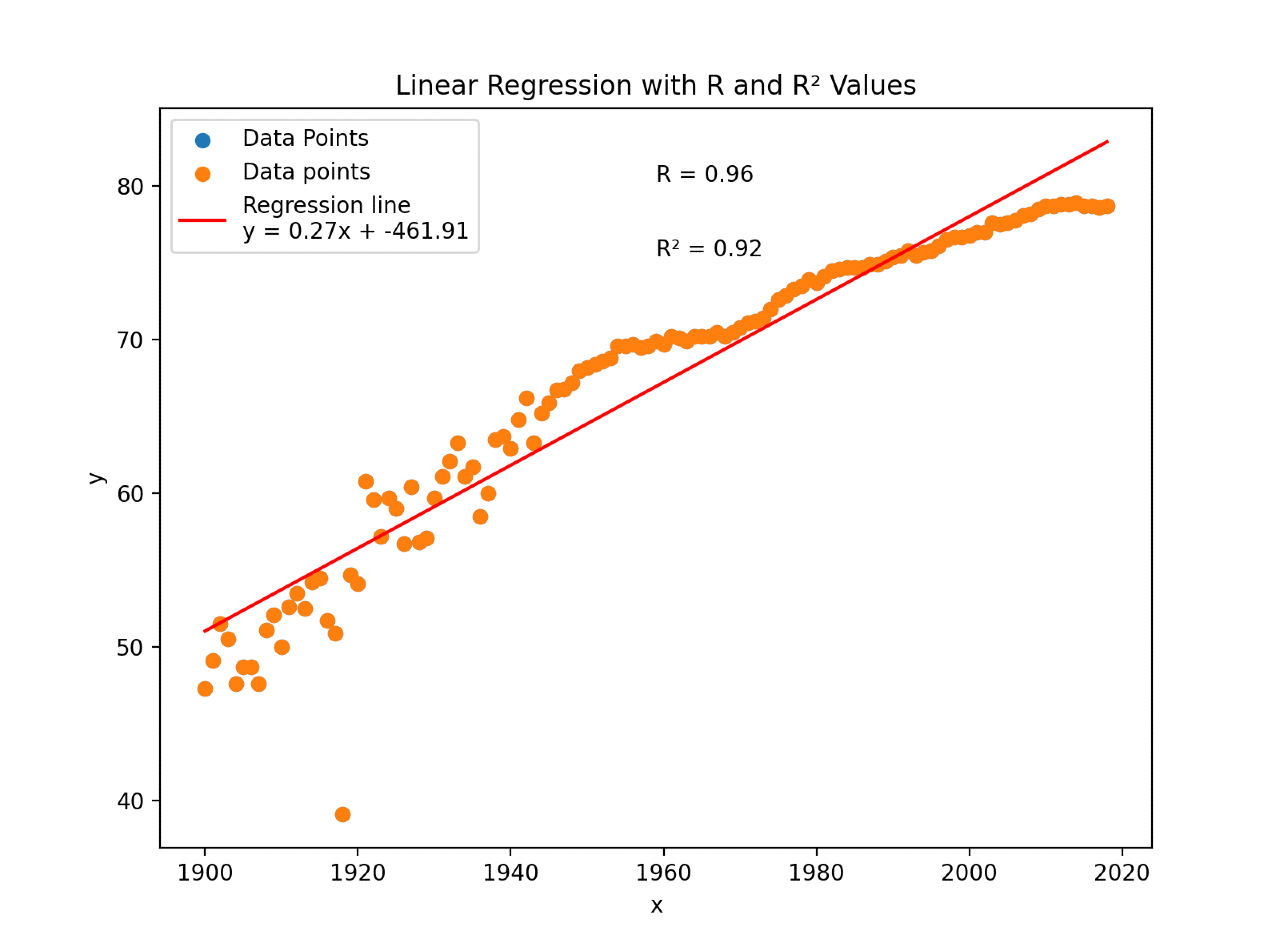 Linear Regression with R and R² Values
Data Points
Data points
Regression line
y = 0.27x + -461.91
R = 0.96
R² = 0.92
80
70
60
50
40
y
1900 1920 1940 1960 1980 2000 2020
x